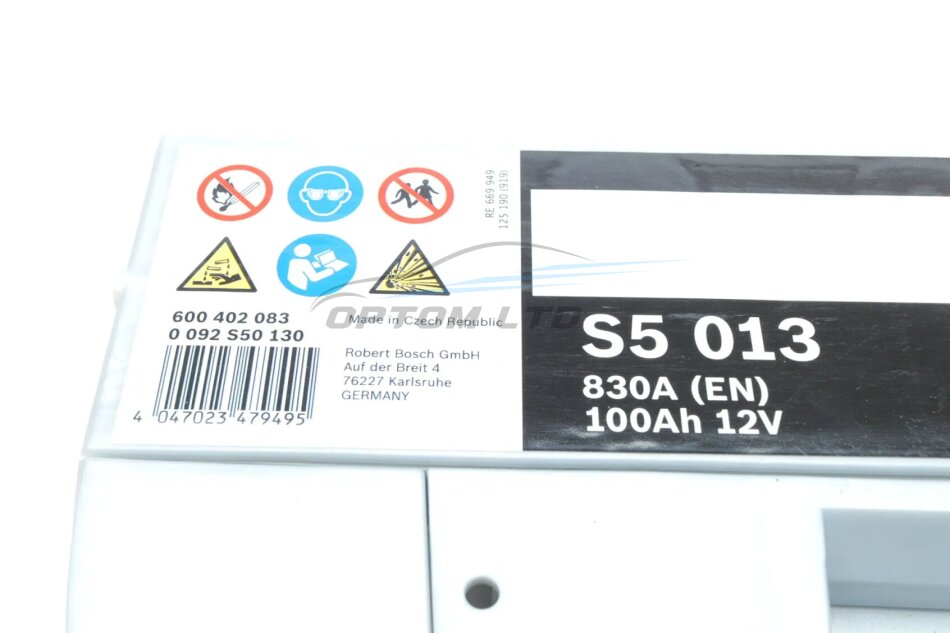 RE 669 949
125 190 (919)
600 402 083
0 092 S50 130
Made in Czech Republic
Robert Bosch GmbH
Auf der Breit 4
76227 Karlsruhe
GERMANY
4 047023 479495
OPTOM LTD
S5 013
830A (EN)
100Ah 12V